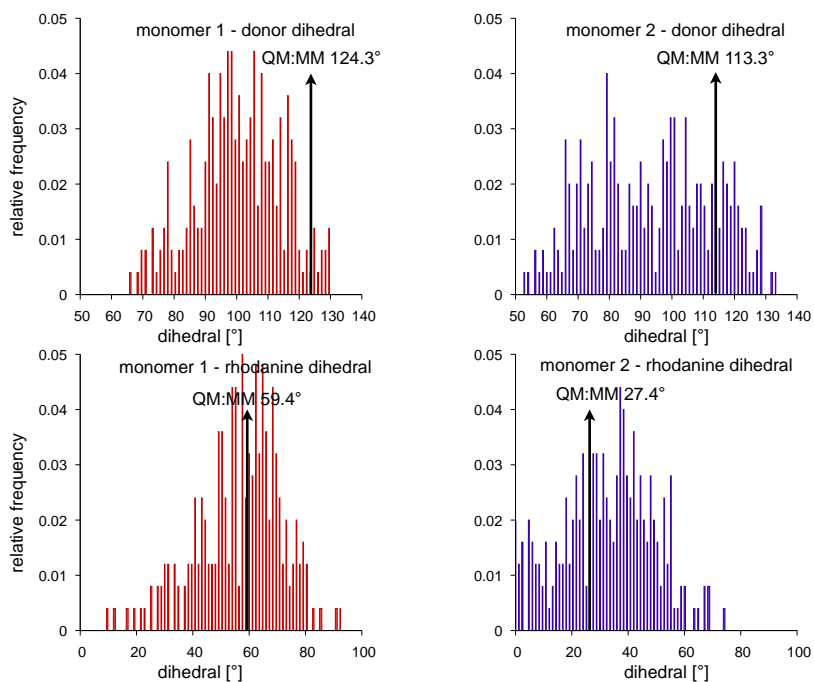 monomer 1 - donor dihedral
QM:MM 124.3°
relative frequency
0.05
0.04
0.03
0.02
0.01
0
50 60 70 80 90 100 110 120 130 140
dihedral [°]
monomer 2 - donor dihedral
QM:MM 113.3°
0.05
0.04
0.03
0.02
0.01
0
50 60 70 80 90 100 110 120 130 140
dihedral [°]
monomer 1 - rhodanine dihedral
QM:MM 59.4°
relative frequency
0.05
0.04
0.03
0.02
0.01
0
0 20 40 60 80 100
dihedral [°]
monomer 2 - rhodanine dihedral
QM:MM 27.4°
0.05
0.04
0.03
0.02
0.01
0
0 20 40 60 80 100
dihedral [°]